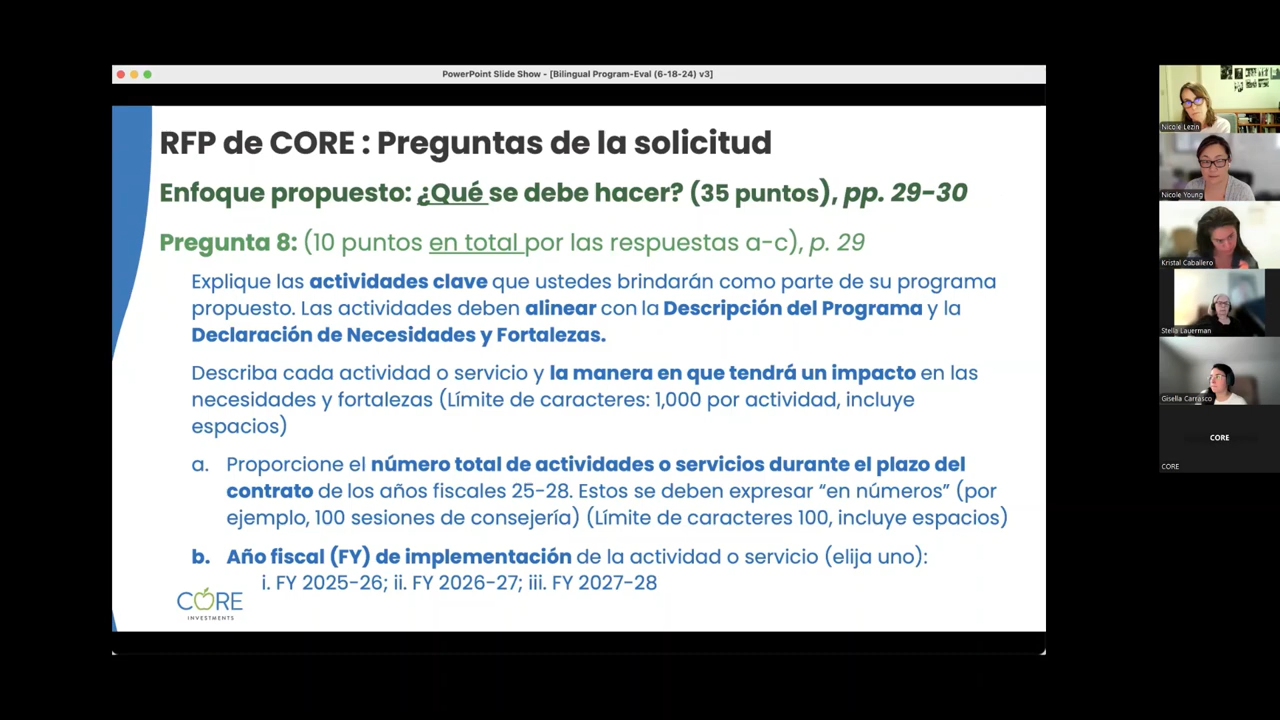 PowerPoint Slide Show - [Bilingual Program-Eval (6-18-24) v3]
RFP de CORE : Preguntas de la solicitud
Enfoque propuesto: ¿Qué se debe hacer? (35 puntos), pp. 29-30
Pregunta 8: (10 puntos en total por las respuestas a-c), p. 29
Explique las actividades clave que ustedes brindarán como parte de su programa
propuesto. Las actividades deben alinear con la Descripción del Programa y la
Declaración de Necesidades y Fortalezas.
Describa cada actividad o servicio y la manera en que tendrá un impacto en las
necesidades y fortalezas (Límite de caracteres: 1,000 por actividad, incluye
espacios)
a. Proporcione el número total de actividades o servicios durante el plazo del
contrato de los años fiscales 25-28. Estos se deben expresar “en números” (por
ejemplo, 100 sesiones de consejería) (Límite de caracteres 100, incluye espacios)
b. Año fiscal (FY) de implementación de la actividad o servicio (elija uno):
i. FY 2025-26; ii. FY 2026-27; iii. FY 2027-28
CORE
INVESTMENTS
Nicole Lezin
Nicole Young
Kristal Caballero
Stella Lauerman
Gisella Carrasco
CORE
CORE